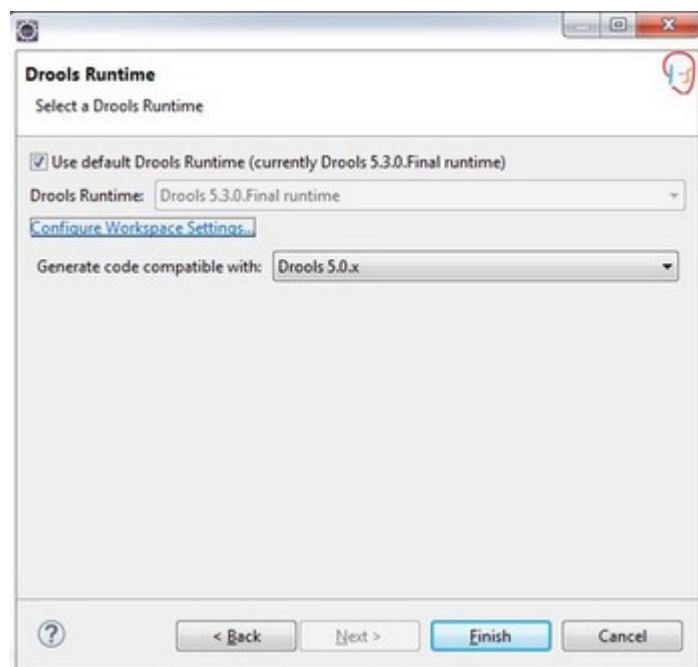 Drools Runtime
Select a Drools Runtime
Use default Drools Runtime (currently Drools 5.3.0.Final runtime)
Drools Runtime: Drools 5.3.0.Final runtime
Configure Workspace Settings...
Generate code compatible with: Drools 5.0.x
? < Back Next > Finish Cancel